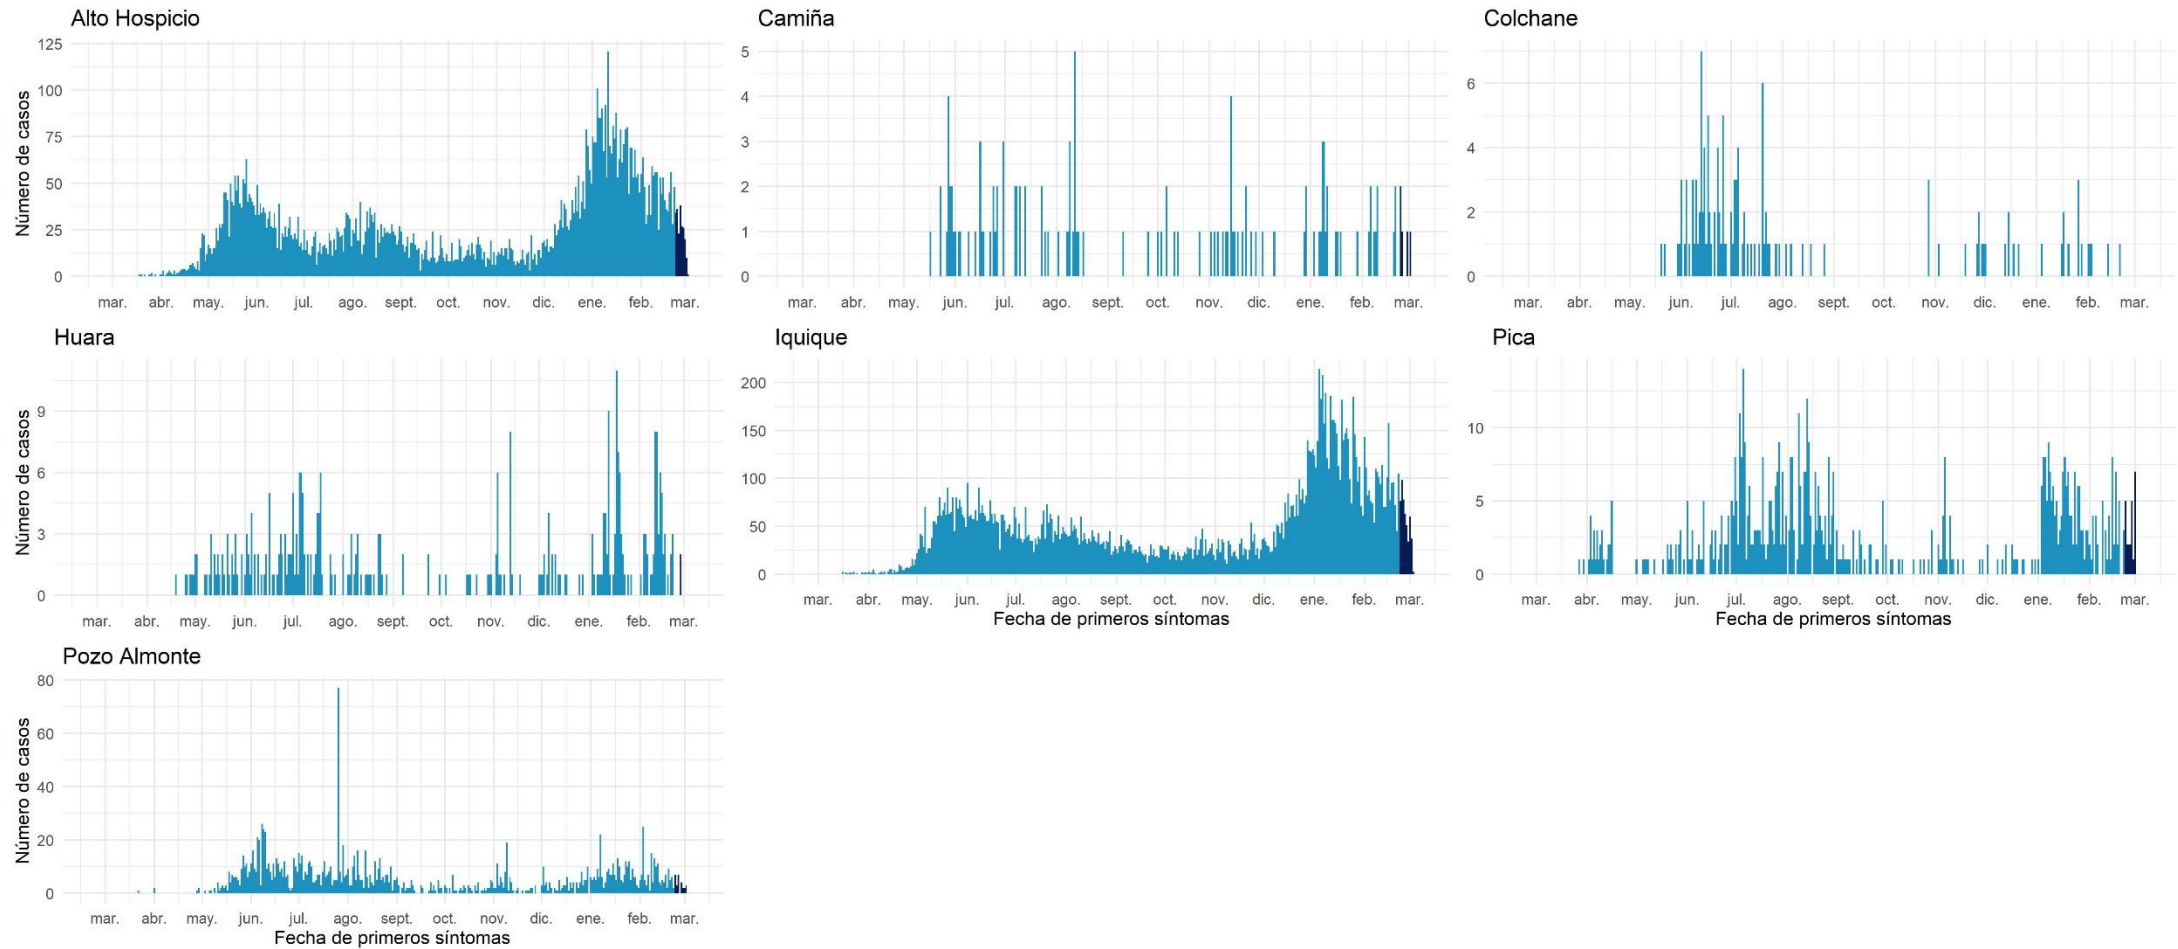 Alto Hospicio
Número de casos
125
100
75
50
25
0
mar. abr. may. jun. jul. ago. sept. oct. nov. dic. ene. feb. mar.
Camiña
5
4
3
2
1
0
mar. abr. may. jun. jul. ago. sept. oct. nov. dic. ene. feb. mar.
Colchane
6
4
2
0
mar. abr. may. jun. jul. ago. sept. oct. nov. dic. ene. feb. mar.
Huara
Número de casos
9
6
3
0
mar. abr. may. jun. jul. ago. sept. oct. nov. dic. ene. feb. mar.
Iquique
200
150
100
50
0
mar. abr. may. jun. jul. ago. sept. oct. nov. dic. ene. feb. mar.
Fecha de primeros síntomas
Pica
10
5
0
mar. abr. may. jun. jul. ago. sept. oct. nov. dic. ene. feb. mar.
Fecha de primeros síntomas
Pozo Almonte
Número de casos
80
60
40
20
0
mar. abr. may. jun. jul. ago. sept. oct. nov. dic. ene. feb. mar.
Fecha de primeros síntomas